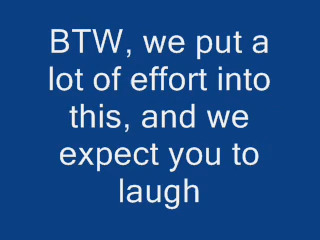 BTW, we put a
lot of effort into
this, and we
expect you to
laugh